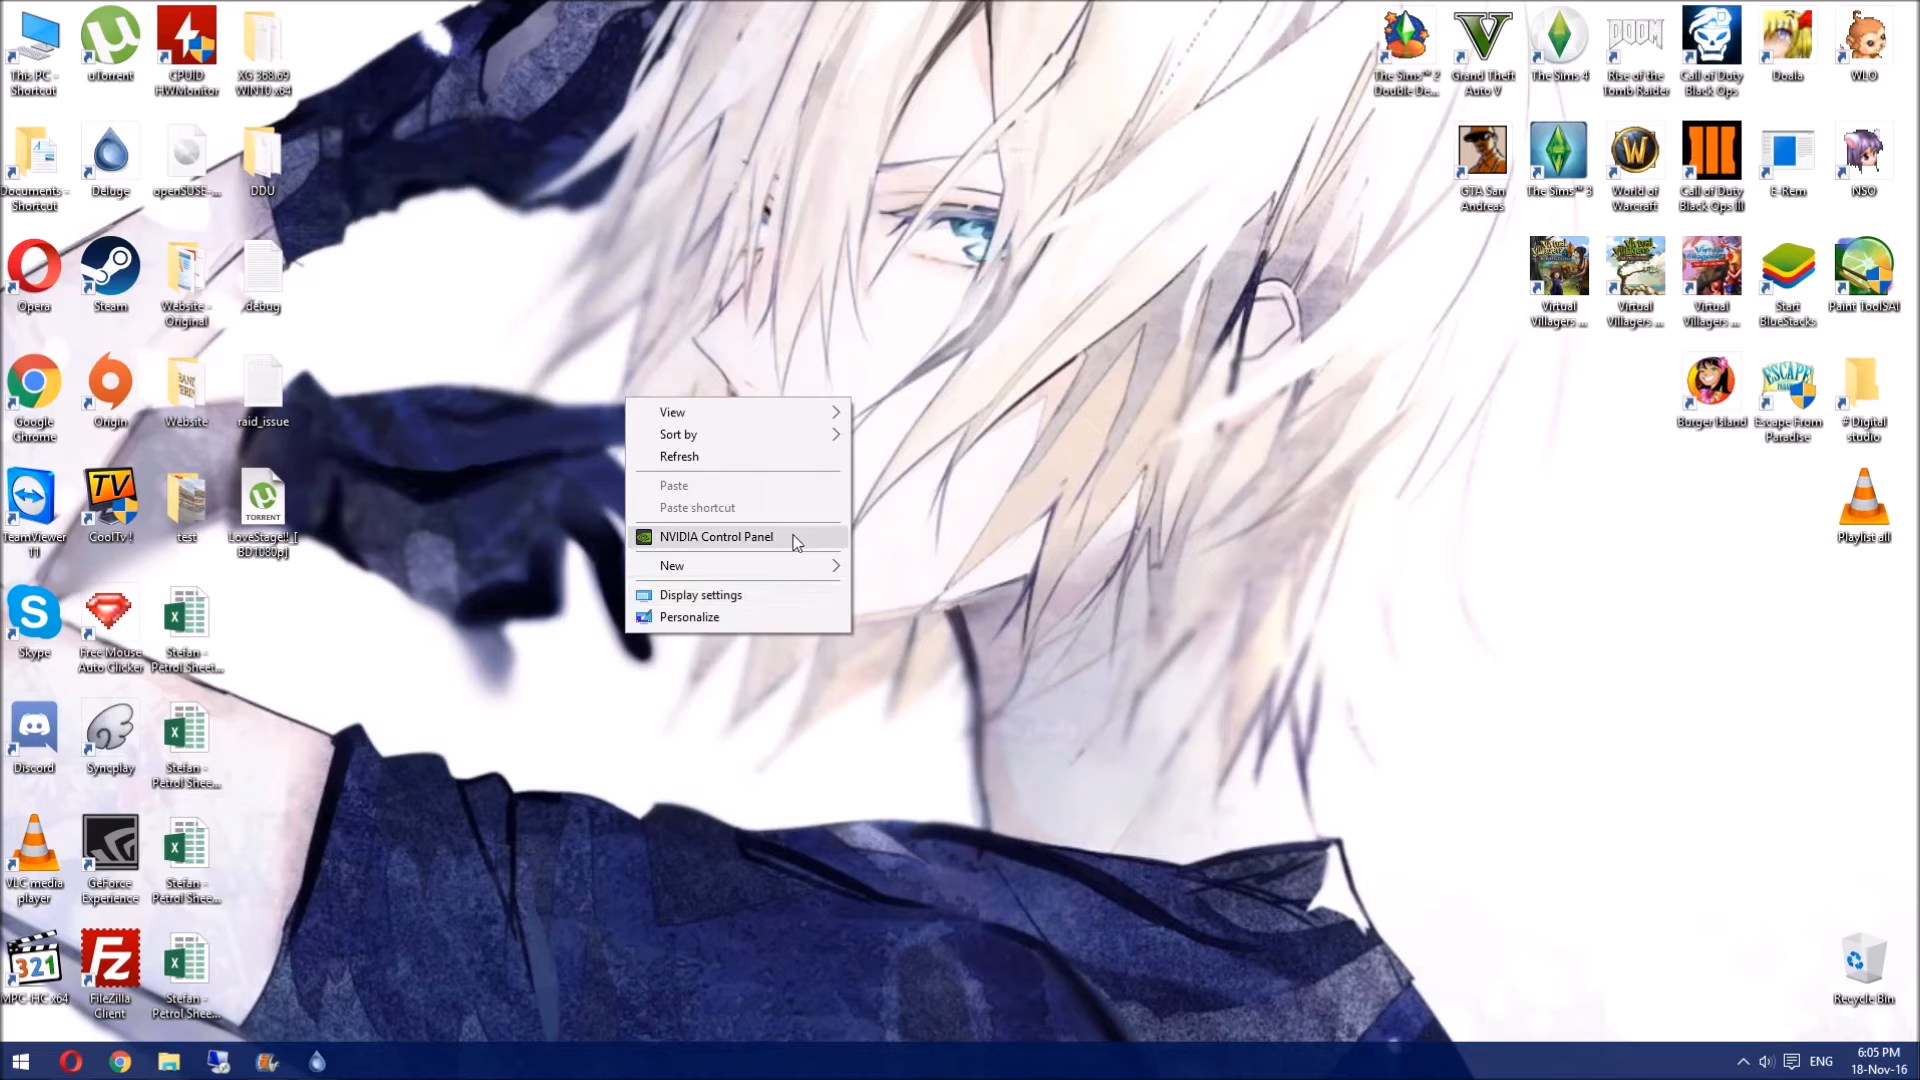 This PC -
Shortcut
uTorrent
CPUID
HWMonitor
XG 368.69
WIN10 x64
The Sims™ 2
Double De...
Grand Theft
Auto V
The Sims 4
DOOM
Rise of the
Tomb Raider
Call of Duty
Black Ops
Doala
WLO
Documents -
Shortcut
Deluge
openSUSE-...
DDU
GTA San
Andreas
The Sims™ 3
World of
Warcraft
Call of Duty
Black Ops III
E-Rem
NSO
Opera
Steam
Website -
Original
debug
Virtual
Villagers ...
Virtual
Villagers ...
Virtual
Villagers ...
Start
BlueStacks
Paint ToolSAI
Google
Chrome
Origin
Website
raid_issue
Burger Island
ESCAPE
Escape From
Paradise
# Digital
studio
TeamViewer
11
TV
CoolTv !
test
TORRENT
LoveStage!!_[
BD1080p]
Playlist all
View
Sort by
Refresh
Paste
Paste shortcut
NVIDIA Control Panel
New
Display settings
Personalize
Skype
Free Mouse
Auto Clicker
Stefan -
Petrol Sheet...
Discord
Syncplay
Stefan -
Petrol Shee...
VLC media
player
GeForce
Experience
Stefan -
Petrol Shee...
321
MPC-HC x64
FileZilla
Client
Stefan -
Petrol Shee...
Recycle Bin
ENG
6:05 PM
18-Nov-16